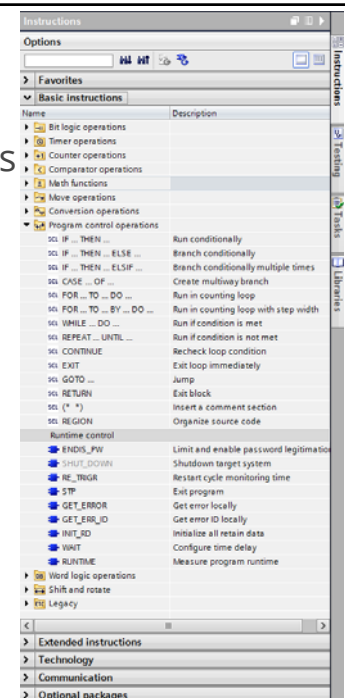 Instructions
Options
Favorites
Basic instructions
Name Description
Bit logic operations
Timer operations
Counter operations
Comparator operations
Math functions
Move operations
Conversion operations
Program control operations
SCL IF ... THEN ... Run conditionally
SCL IF ... THEN ... ELSE ... Branch conditionally
SCL IF ... THEN ... ELSIF ... Branch conditionally multiple times
SCL CASE ... OF ... Create multiway branch
SCL FOR ... TO ... DO ... Run in counting loop
SCL FOR ... TO ... BY ... DO ... Run in counting loop with step width
SCL WHILE ... DO ... Run if condition is met
SCL REPEAT ... UNTIL ... Run if condition is not met
SCL CONTINUE Recheck loop condition
SCL EXIT Exit loop immediately
SCL GOTO ... Jump
SCL RETURN Exit block
SCL (* *) Insert a comment section
SCL REGION Organize source code
Runtime control
ENDIS_PW Limit and enable password legitimation
SHUT_DOWN Shutdown target system
RE_TRIGR Restart cycle monitoring time
STP Exit program
GET_ERROR Get error locally
GET_ERR_ID Get error ID locally
INIT_RD Initialize all retain data
WAIT Configure time delay
RUNTIME Measure program runtime
Word logic operations
Shift and rotate
Legacy
Extended instructions
Technology
Communication
Optional packages
Instructions
Testing
Tasks
Libraries
s